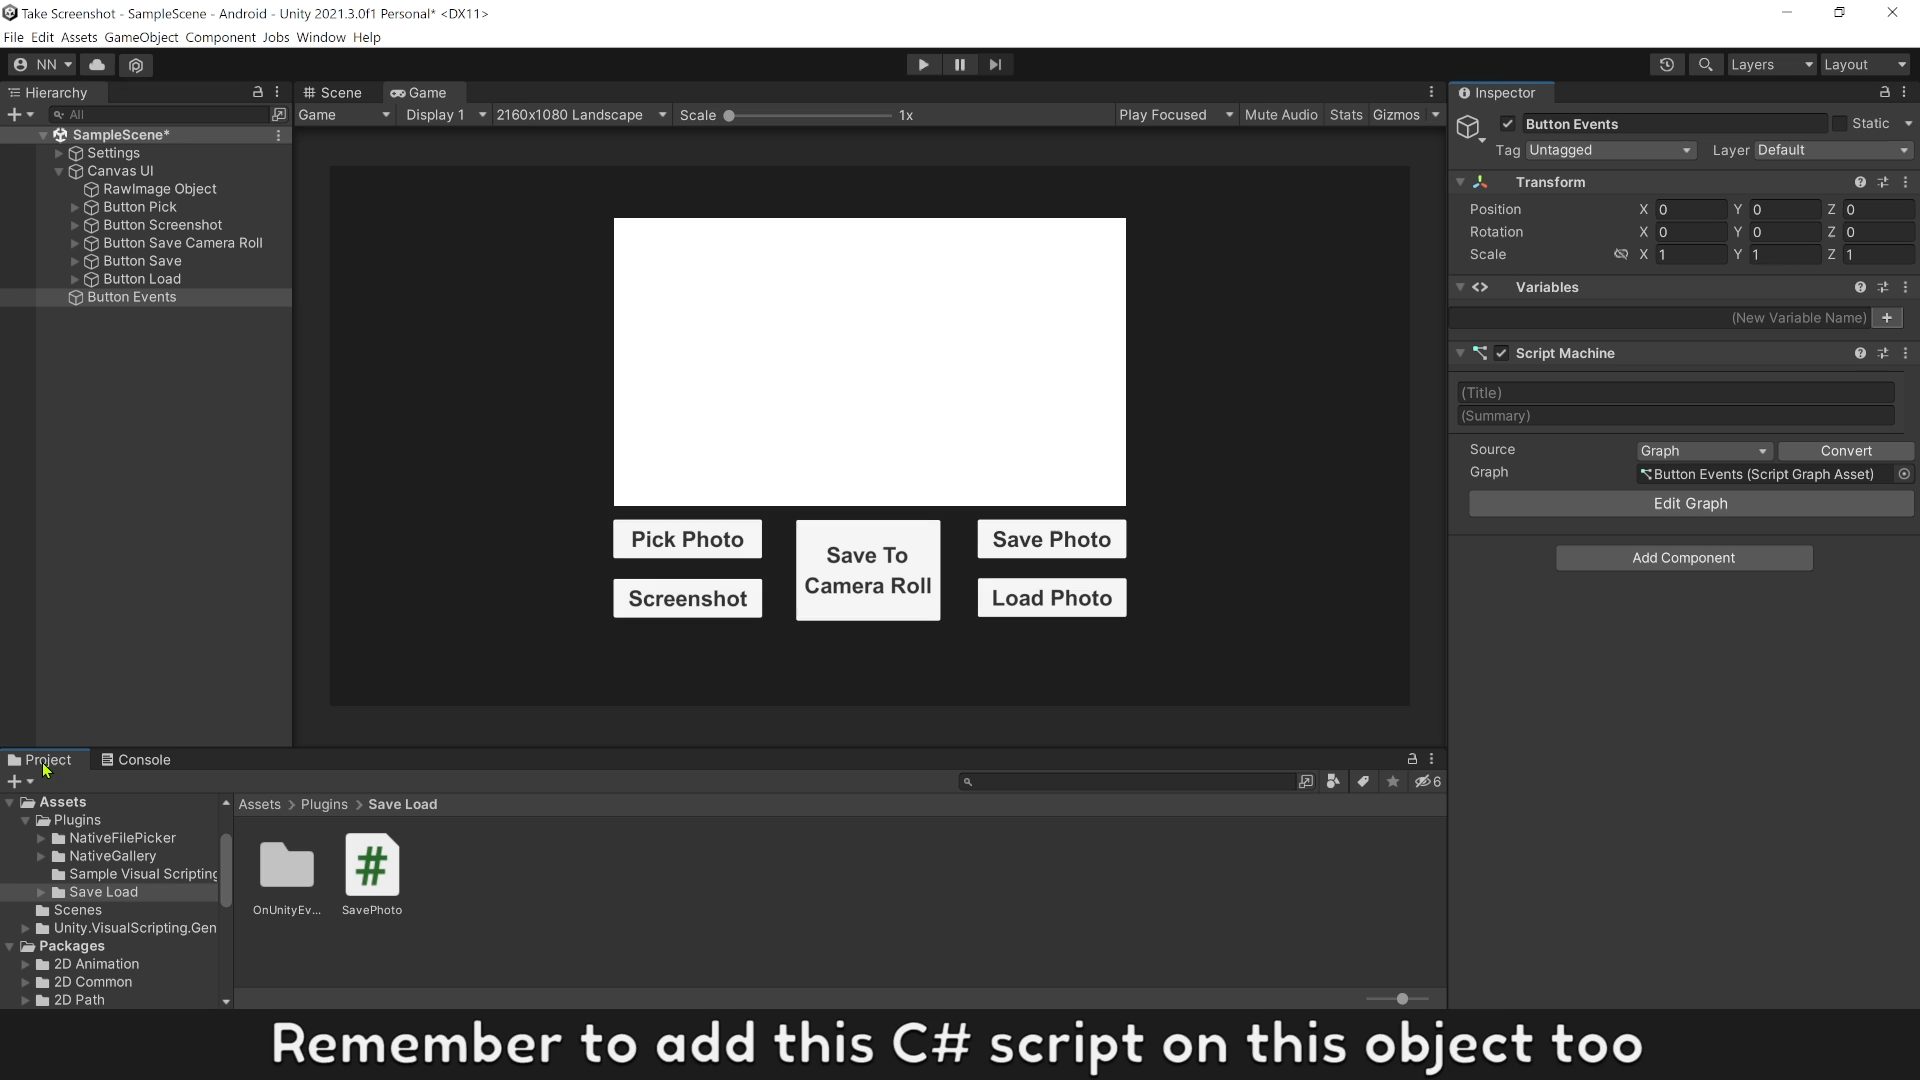 Take Screenshot - SampleScene - Android - Unity 2021.3.0f1 Personal* <DX11>
File Edit Assets GameObject Component Jobs Window Help
NN Layers Layout
Hierarchy
All
SampleScene*
Settings
Canvas UI
RawImage Object
Button Pick
Button Screenshot
Button Save Camera Roll
Button Save
Button Load
Button Events
Scene Game
Game Display 1 2160x1080 Landscape Scale 1x Play Focused Mute Audio Stats Gizmos
Pick Photo
Screenshot
Save To
Camera Roll
Save Photo
Load Photo
Inspector
Button Events Static
Tag Untagged Layer Default
Transform
Position X 0 Y 0 Z 0
Rotation X 0 Y 0 Z 0
Scale X 1 Y 1 Z 1
Variables
(New Variable Name) +
Script Machine
(Title)
(Summary)
Source Graph Convert
Graph Button Events (Script Graph Asset)
Edit Graph
Add Component
Project Console
6
Assets
Plugins
NativeFilePicker
NativeGallery
Sample Visual Scripting
Save Load
Scenes
Unity.VisualScripting.Gen
Packages
2D Animation
2D Common
2D Path
Assets > Plugins > Save Load
#
OnUnityEv... SavePhoto
Remember to add this C# script on this object too